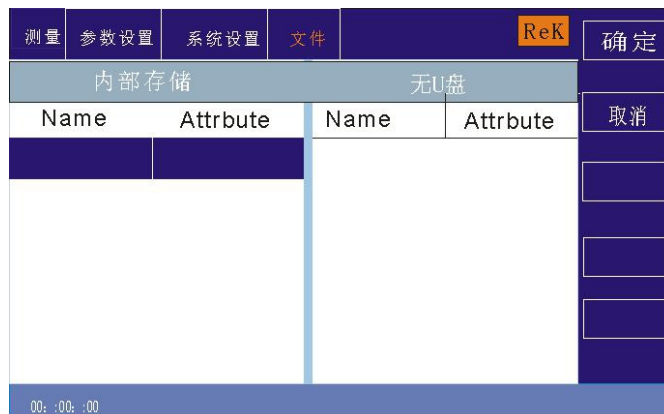 测量 参数设置 系统设置 文件 ReK 确定
内部存储 无U盘
Name Attrbute Name Attrbute 取消
00: :00: :00